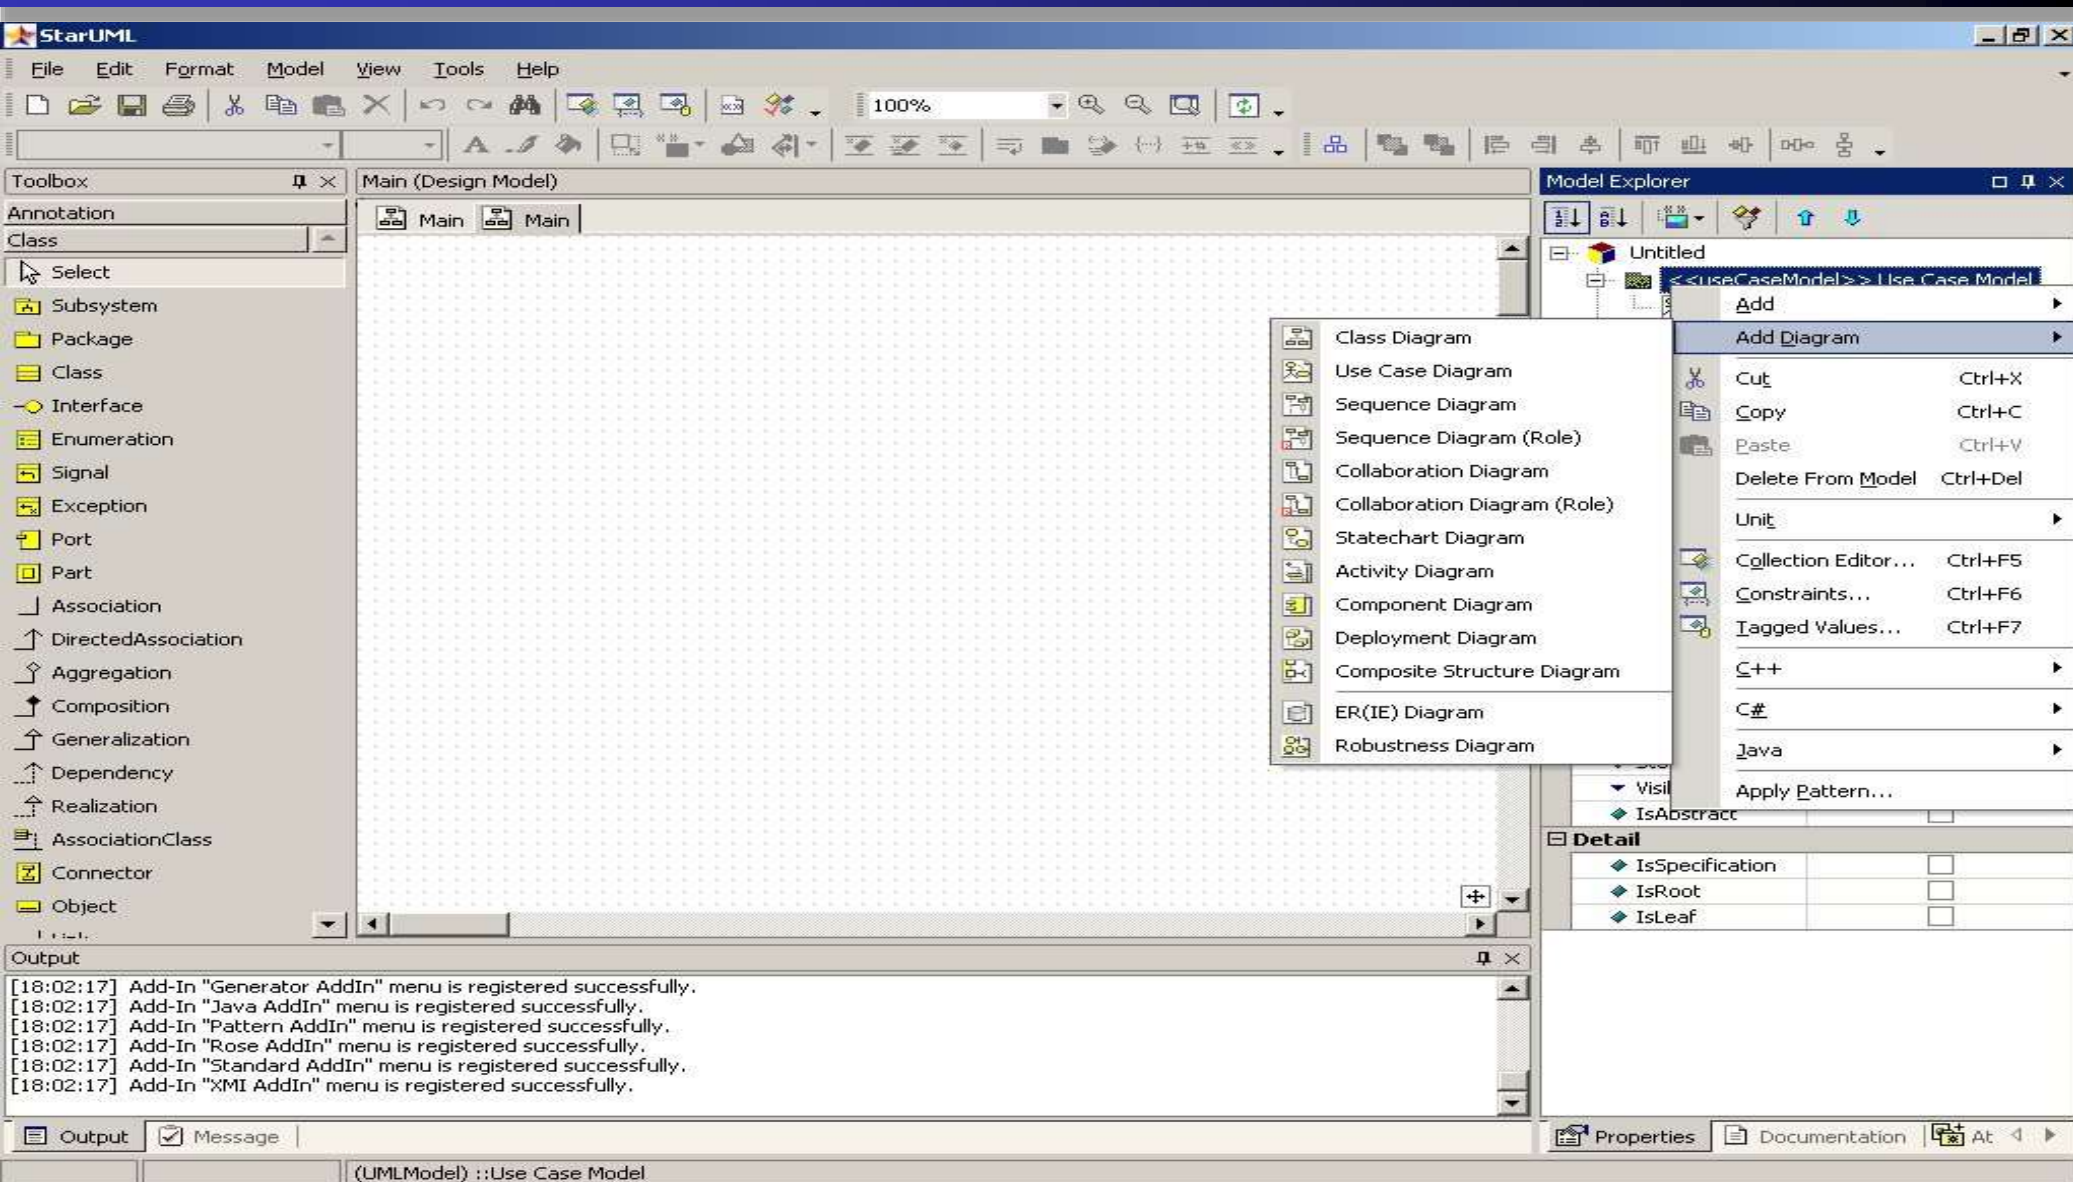 StarUML
File Edit Format Model View Tools Help
100%
Toolbox
Annotation
Class
Select
Subsystem
Package
Class
Interface
Enumeration
Signal
Exception
Port
Part
Association
DirectedAssociation
Aggregation
Composition
Generalization
Dependency
Realization
AssociationClass
Connector
Object
Main (Design Model)
Main Main
Model Explorer
Untitled
<<useCaseModel>> Use Case Model
Add
Add Diagram
Cut Ctrl+X
Copy Ctrl+C
Paste Ctrl+V
Delete From Model Ctrl+Del
Unit
Collection Editor... Ctrl+F5
Constraints... Ctrl+F6
Tagged Values... Ctrl+F7
C++
C#
Java
Apply Pattern...
Class Diagram
Use Case Diagram
Sequence Diagram
Sequence Diagram (Role)
Collaboration Diagram
Collaboration Diagram (Role)
Statechart Diagram
Activity Diagram
Component Diagram
Deployment Diagram
Composite Structure Diagram
ER(IE) Diagram
Robustness Diagram
IsAbstract
Detail
IsSpecification
IsRoot
IsLeaf
Output
[18:02:17] Add-In "Generator AddIn" menu is registered successfully.
[18:02:17] Add-In "Java AddIn" menu is registered successfully.
[18:02:17] Add-In "Pattern AddIn" menu is registered successfully.
[18:02:17] Add-In "Rose AddIn" menu is registered successfully.
[18:02:17] Add-In "Standard AddIn" menu is registered successfully.
[18:02:17] Add-In "XMI AddIn" menu is registered successfully.
Output Message
Properties Documentation At
(UMLModel) ::Use Case Model